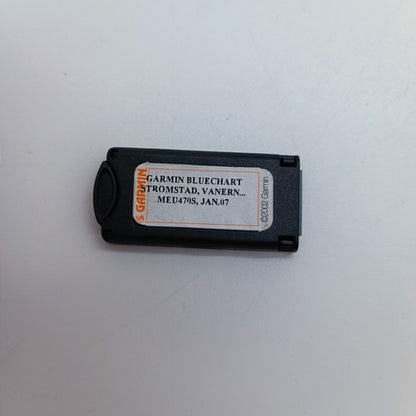 GARMIN
GARMIN BLUECHART
STROMSTAD, VANERN...
MEU479S, JAN.07
©2002 Garmin